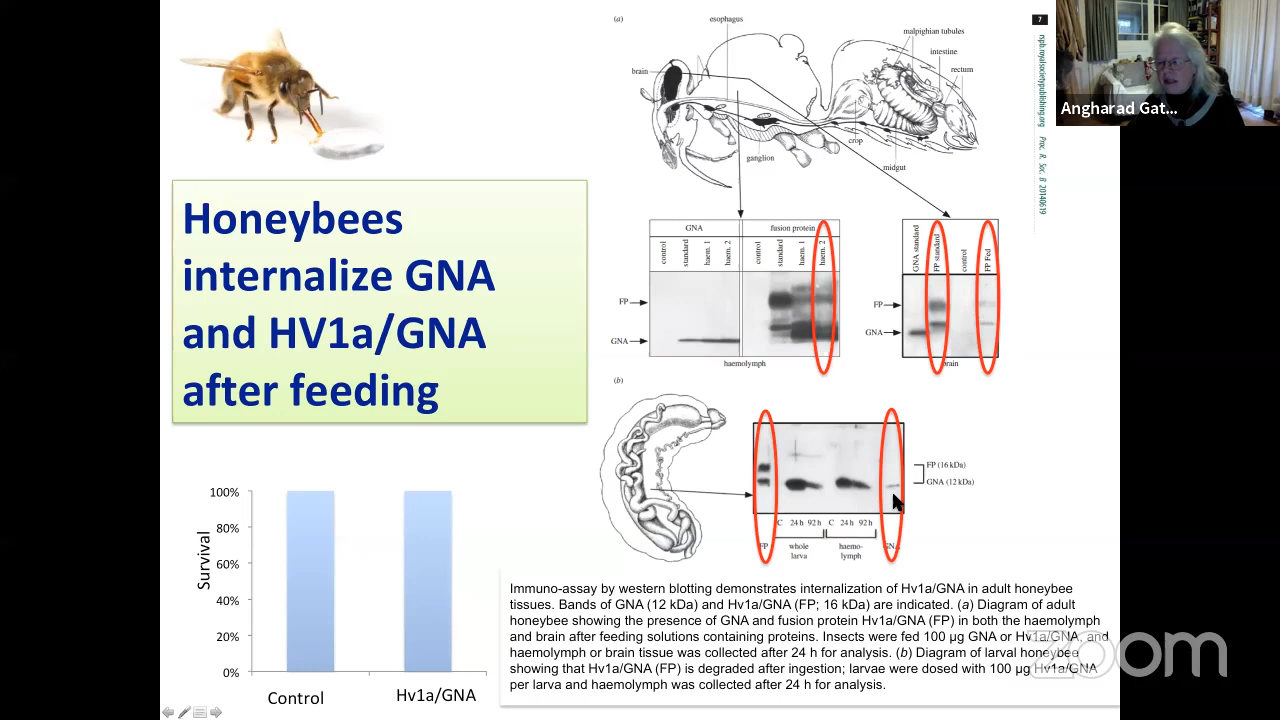 Honeybees
internalize GNA
and HV1a/GNA
after feeding
100%
80%
60%
40%
20%
0%
Survival
Control
Hv1a/GNA
(a)
esophagus
malpighian tubules
intestine
rectum
brain
ganglion
crop
midgut
7
rspb.royalsocietypublishing.org
Proc. R. Soc. B 20140619
Angharad Gat...
GNA
fusion protein
control
standard
haem. 1
haem. 2
control
standard
haem. 1
haem. 2
FP
GNA
haemolymph
GNA standard
FP standard
control
FP Fed
FP
GNA
brain
(b)
FP (16 kDa)
GNA (12 kDa)
C 24 h 92 h C 24 h 92 h
FP
whole
larva
haemo-
lymph
GNA
Immuno-assay by western blotting demonstrates internalization of Hv1a/GNA in adult honeybee
tissues. Bands of GNA (12 kDa) and Hv1a/GNA (FP; 16 kDa) are indicated. (a) Diagram of adult
honeybee showing the presence of GNA and fusion protein Hv1a/GNA (FP) in both the haemolymph
and brain after feeding solutions containing proteins. Insects were fed 100 µg GNA or Hv1a/GNA, and
haemolymph or brain tissue was collected after 24 h for analysis. (b) Diagram of larval honeybee
showing that Hv1a/GNA (FP) is degraded after ingestion; larvae were dosed with 100 µg Hv1a/GNA
per larva and haemolymph was collected after 24 h for analysis.
zoom